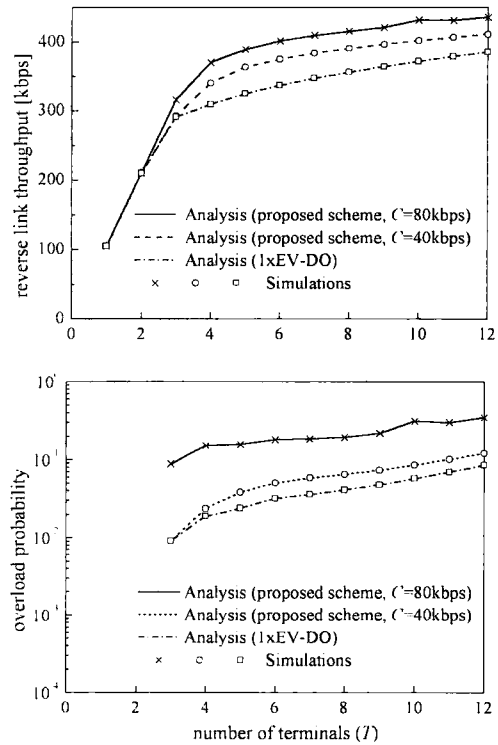 400
300
200
100
0
reverse link throughput [kbps]
Analysis (proposed scheme, C=80kbps)
Analysis (proposed scheme, C=40kbps)
Analysis (1xEV-DO)
Simulations
0 2 4 6 8 10 12
overload probability
Analysis (proposed scheme, C=80kbps)
Analysis (proposed scheme, C=40kbps)
Analysis (1xEV-DO)
Simulations
0 2 4 6 8 10 12
number of terminals (T)